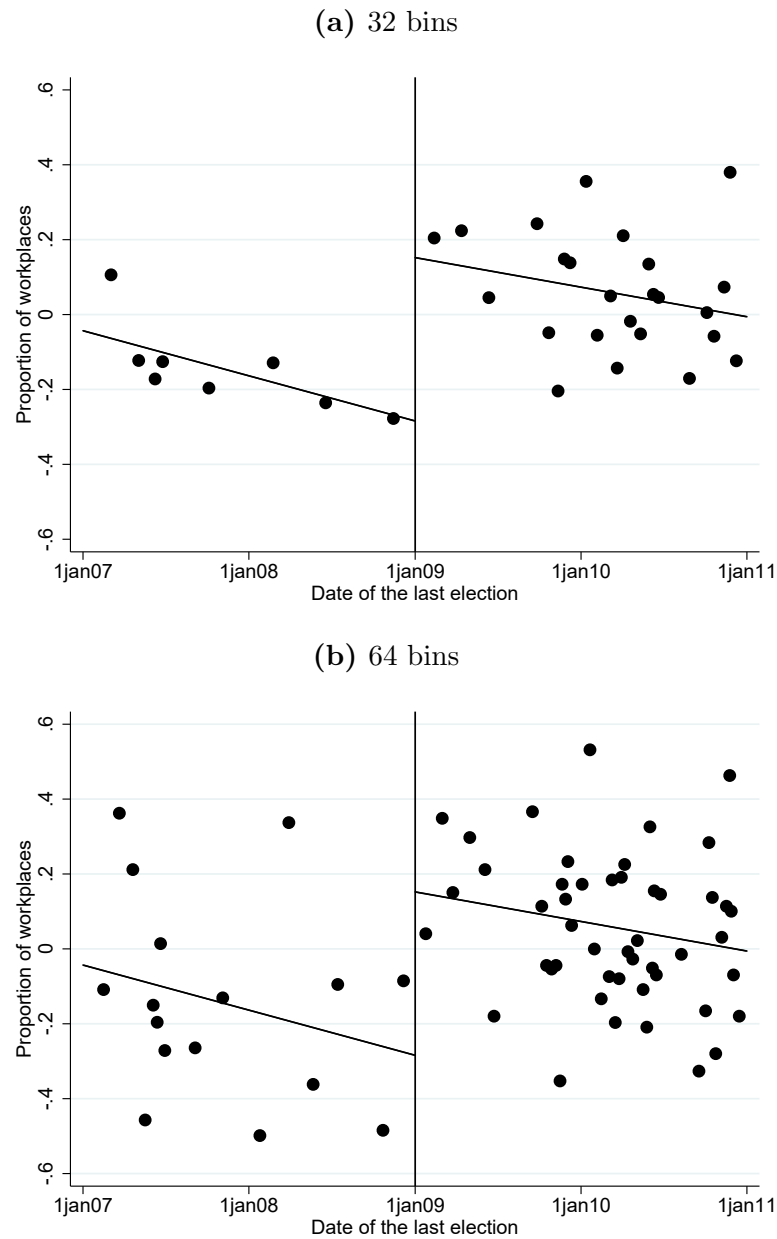 (a) 32 bins
Proportion of workplaces
.6
.4
.2
0
-.2
-.4
-.6
1jan07 1jan08 1jan09 1jan10 1jan11
Date of the last election
(b) 64 bins
Proportion of workplaces
.6
.4
.2
0
-.2
-.4
-.6
1jan07 1jan08 1jan09 1jan10 1jan11
Date of the last election